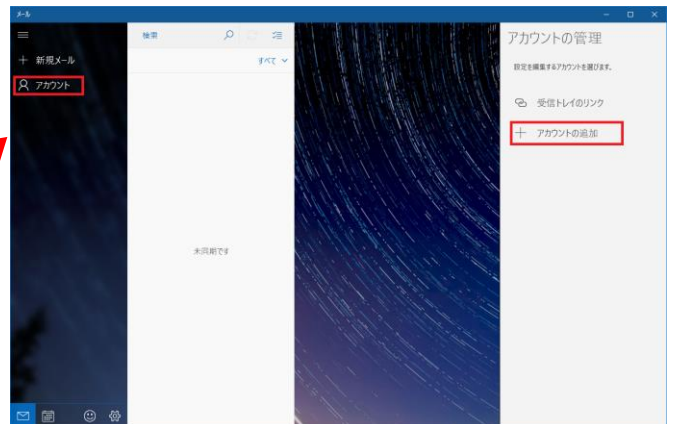 メール
新規メール
アカウント
検索
すべて
未同期です
アカウントの管理
設定を編集するアカウントを選びます。
受信トレイのリンク
アカウントの追加